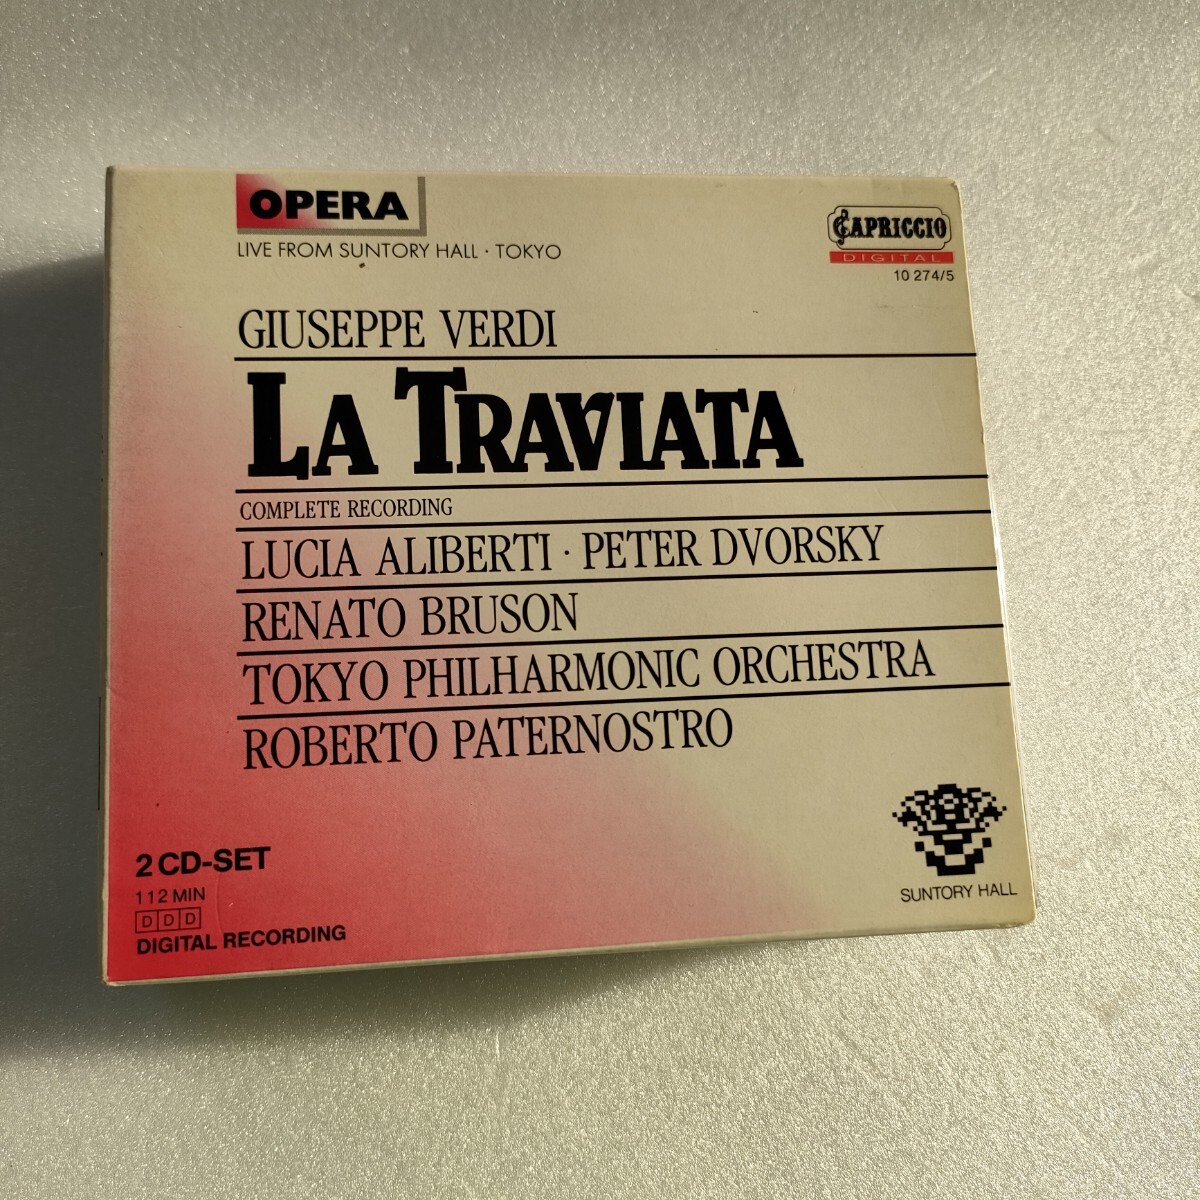 OPERA
LIVE FROM SUNTORY HALL · TOKYO
CAPRICCIO
DIGITAL
10 274/5
GIUSEPPE VERDI
LA TRAVIATA
COMPLETE RECORDING
LUCIA ALIBERTI · PETER DVORSKY
RENATO BRUSON
TOKYO PHILHARMONIC ORCHESTRA
ROBERTO PATERNOSTRO
2 CD-SET
112 MIN
DDD
DIGITAL RECORDING
SUNTORY HALL